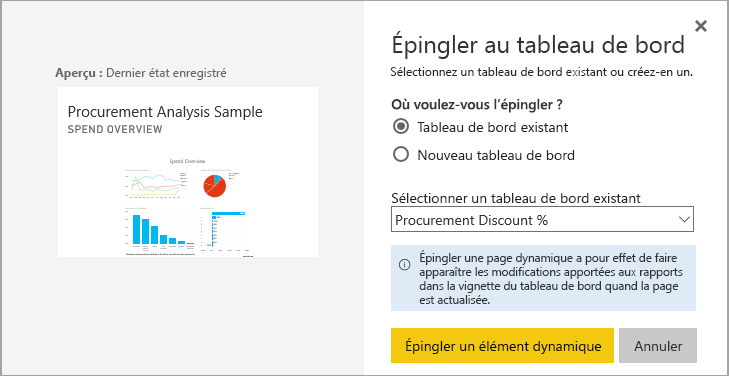 Épingler au tableau de bord
Sélectionnez un tableau de bord existant ou créez-en un.
Aperçu : Dernier état enregistré
Procurement Analysis Sample
SPEND OVERVIEW
Spend Overview
Où voulez-vous l’épingler ?
Tableau de bord existant
Nouveau tableau de bord
Sélectionner un tableau de bord existant
Procurement Discount %
Épingler une page dynamique a pour effet de faire
apparaître les modifications apportées aux rapports
dans la vignette du tableau de bord quand la page
est actualisée.
Épingler un élément dynamique
Annuler